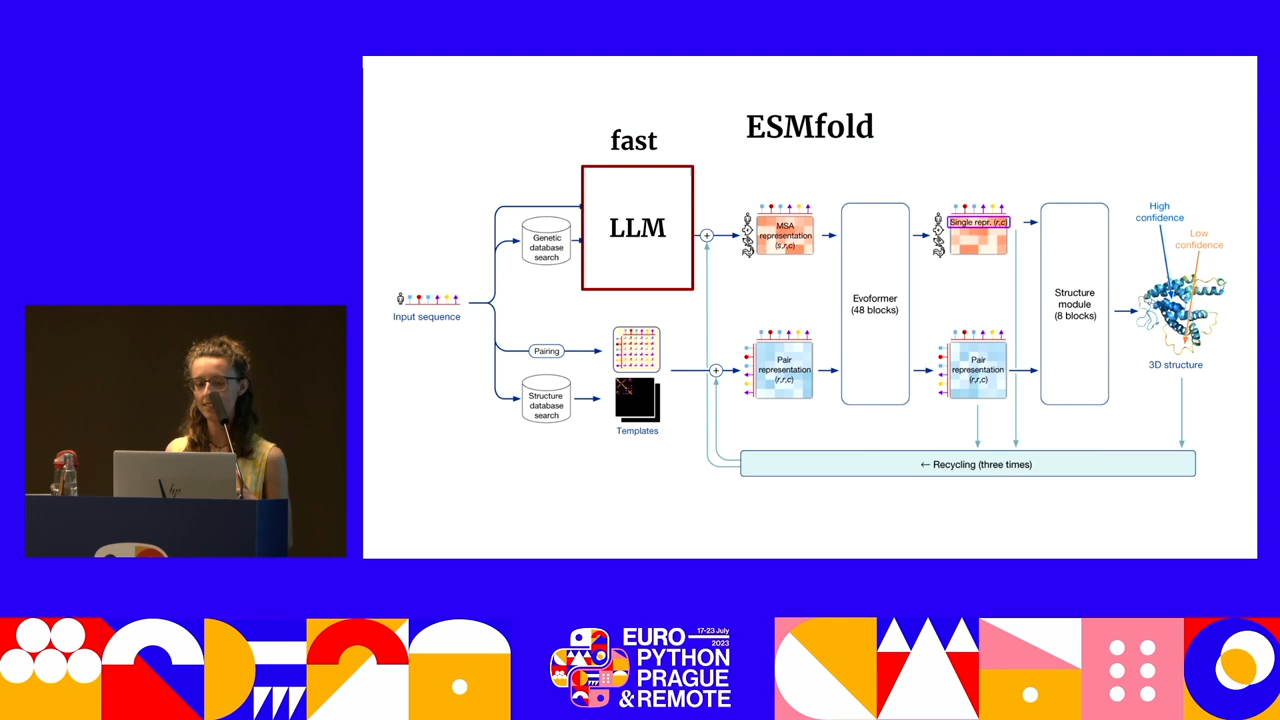 ESMfold
fast
LLM
Genetic
database
search
Input sequence
Pairing
Structure
database
search
Templates
MSA
representation
(s,r,c)
Pair
representation
(r,r,c)
Evoformer
(48 blocks)
Single repr. (r,c)
Pair
representation
(r,r,c)
Structure
module
(8 blocks)
High
confidence
Low
confidence
3D structure
← Recycling (three times)
hp
17-23 July
2023
EURO
PYTHON
PRAGUE
& REMOTE